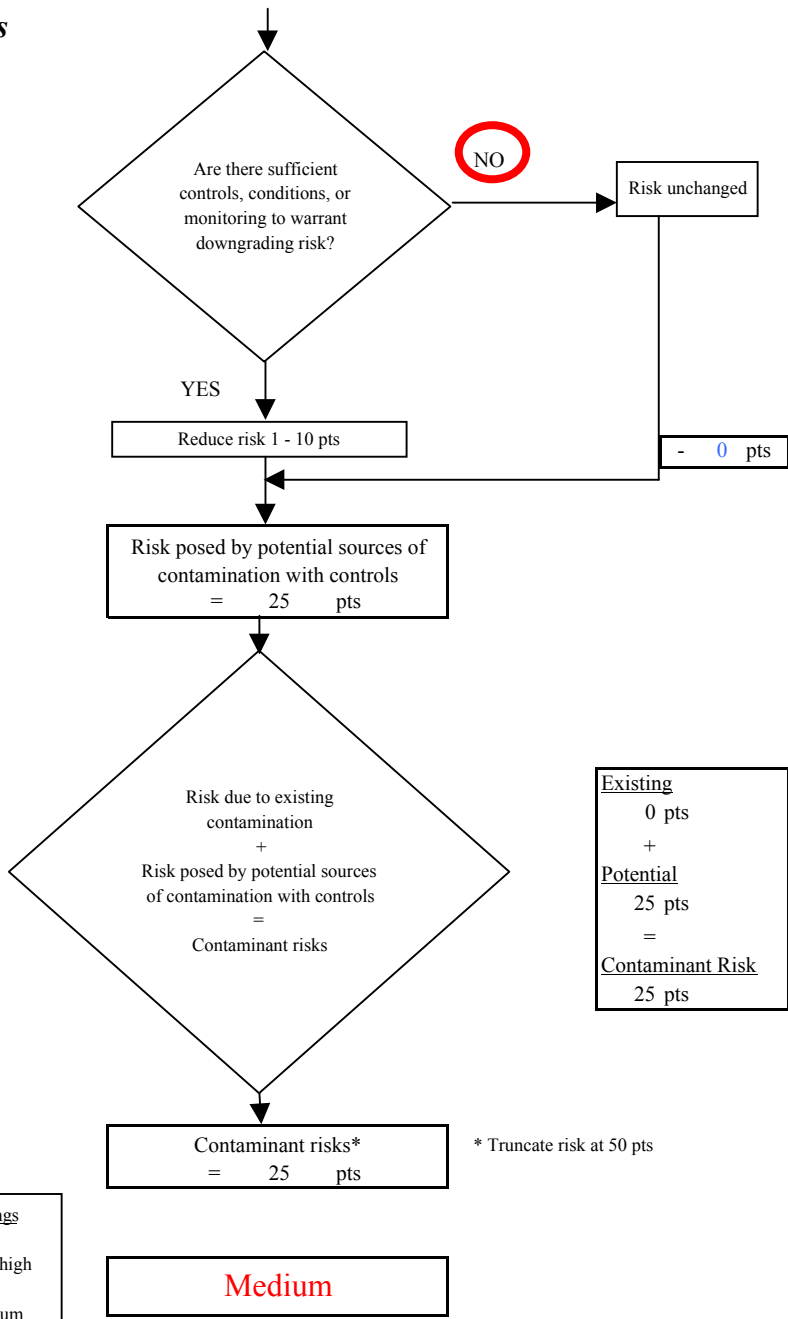 s
Are there sufficient
controls, conditions, or
monitoring to warrant
downgrading risk?
NO
Risk unchanged
YES
Reduce risk 1 - 10 pts
- 0 pts
Risk posed by potential sources of
contamination with controls
= 25 pts
Risk due to existing
contamination
+
Risk posed by potential sources
of contamination with controls
=
Contaminant risks
Existing
0 pts
+
Potential
25 pts
=
Contaminant Risk
25 pts
Contaminant risks*
= 25 pts
* Truncate risk at 50 pts
ngs
high
um
Medium